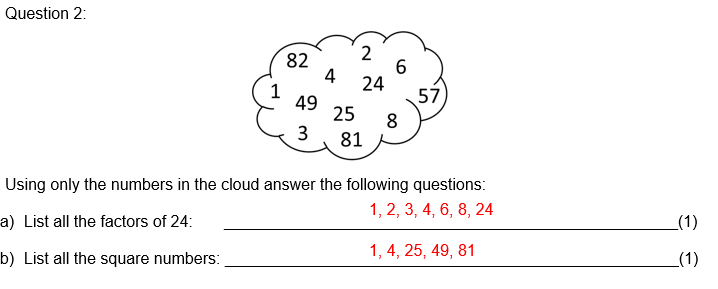 Question 2:
82 2
4 6
1 24
49 57
25 8
3 81
Using only the numbers in the cloud answer the following questions:
1, 2, 3, 4, 6, 8, 24
a) List all the factors of 24: ______ (1)
1, 4, 25, 49, 81
b) List all the square numbers: ______ (1)